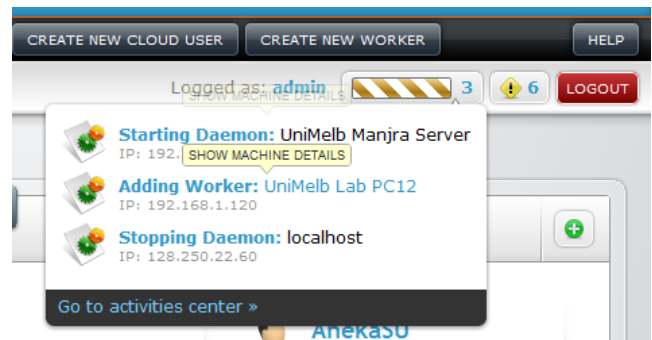 CREATE NEW CLOUD USER CREATE NEW WORKER HELP
Logged as: admin 3 6 LOGOUT
SHOW MACHINE DETAILS
Starting Daemon: UniMelb Manjra Server
IP: 192.
SHOW MACHINE DETAILS
Adding Worker: UniMelb Lab PC12
IP: 192.168.1.120
Stopping Daemon: localhost
IP: 128.250.22.60
Go to activities center »
AnekaSU